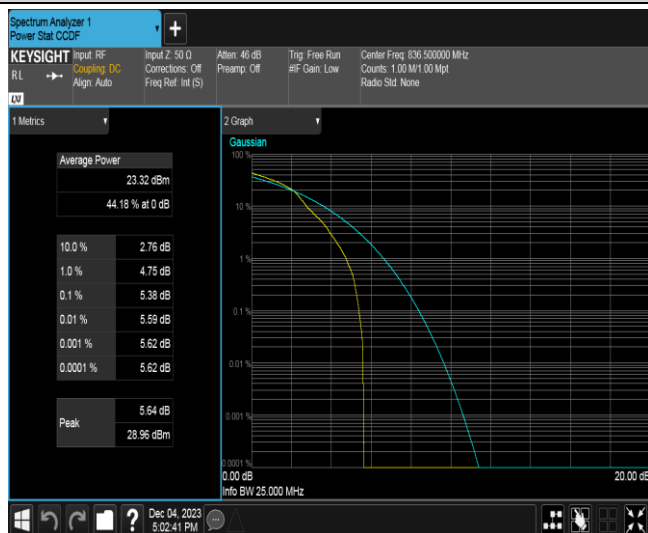 Spectrum Analyzer 1
Power Stat CCDF
+
KEYSIGHT
RL
LXI
Input: RF
Coupling: DC
Align: Auto
Input Z: 50 Ω
Corrections: Off
Freq Ref: Int (S)
Atten: 46 dB
Preamp: Off
Trig: Free Run
#IF Gain: Low
Center Freq: 836.500000 MHz
Counts: 1.00 M/1.00 Mpt
Radio Std: None
1 Metrics
Average Power
23.32 dBm
44.18 % at 0 dB
10.0 % 2.76 dB
1.0 % 4.75 dB
0.1 % 5.38 dB
0.01 % 5.59 dB
0.001 % 5.62 dB
0.0001 % 5.62 dB
Peak
5.64 dB
28.96 dBm
2 Graph
Gaussian
100 %
10 %
1 %
0.1 %
0.01 %
0.001 %
0.0001 %
0.00 dB 20.00 dB
Info BW 25.000 MHz
?
Dec 04, 2023
5:02:41 PM